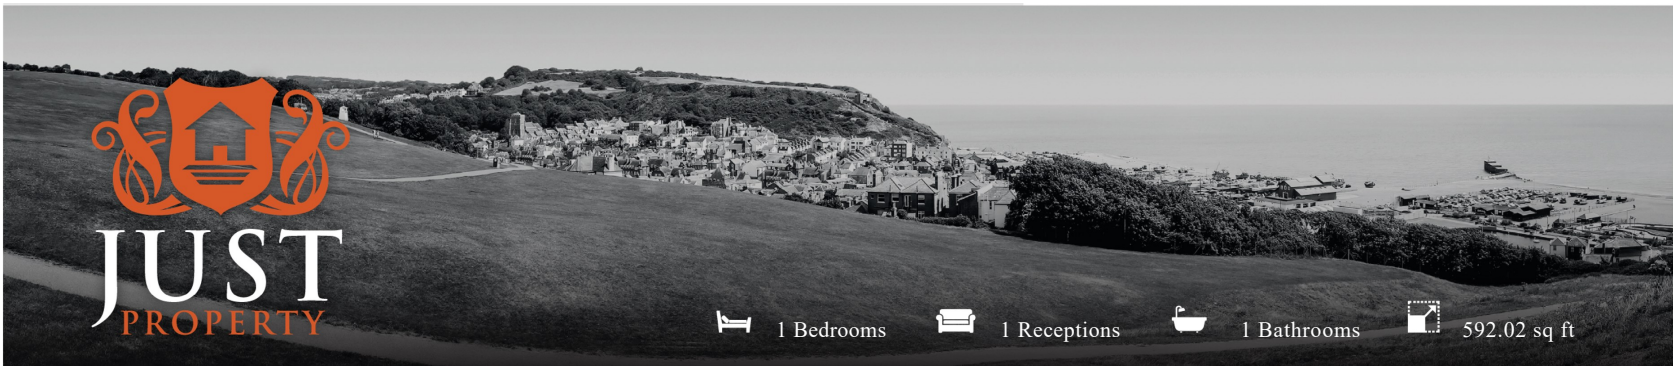 JUST
PROPERTY
1 Bedrooms
1 Receptions
1 Bathrooms
592.02 sq ft